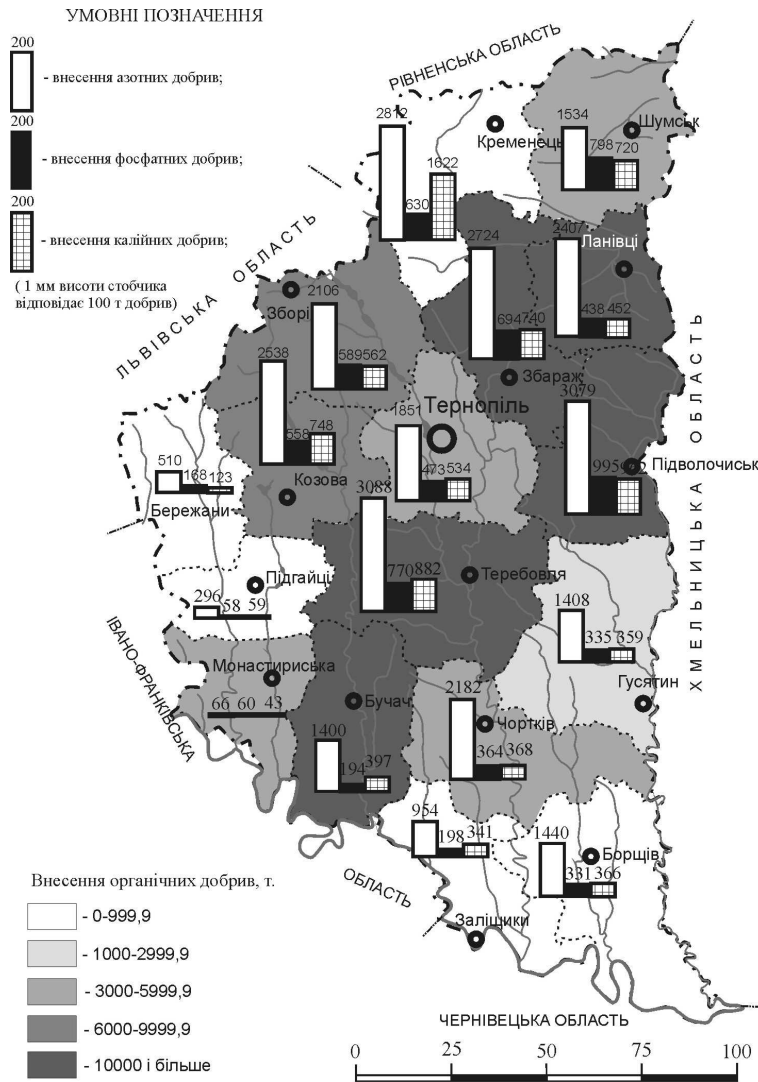 УМОВНІ ПОЗНАЧЕННЯ
200
- внесення азотних добрив;
200
- внесення фосфатних добрив;
200
- внесення калійних добрив;
( 1 мм висоти стобчика
відповідає 100 т добрив)
РІВНЕНСЬКА ОБЛАСТЬ
ЛЬВІВСЬКА ОБЛАСТЬ
ХМЕЛЬНИЦЬКА ОБЛАСТЬ
2812
630
1622
Кременець
1534
798
720
Шумськ
2724
694
740
Збараж
2407
438
452
Ланівці
2106
589
562
Зборі
2538
558
748
Козова
1851
473
534
Тернопіль
3079
995
Підволочиськ
510
168
123
Бережани
3088
770
882
Теребовля
296
58
59
Підгайці
1408
335
359
Гусятин
Монастириська
66 60 43
ІВАНО-ФРАНКІВСЬКА
ОБЛАСТЬ
Бучач
1400
194
397
2182
364
368
Чортків
954
198
341
Заліщики
1440
331
366
Борщів
ЧЕРНІВЕЦЬКА ОБЛАСТЬ
Внесення органічних добрив, т.
- 0-999,9
- 1000-2999,9
- 3000-5999,9
- 6000-9999,9
- 10000 і більше
0 25 50 75 100